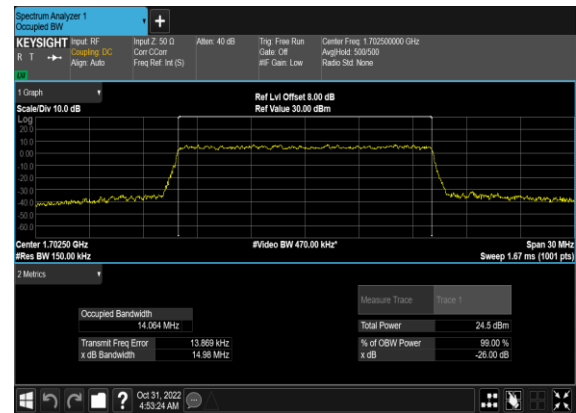 Spectrum Analyzer 1
Occupied BW
KEYSIGHT
R T
LU
Input: RF
Coupling: DC
Align: Auto
Input Z: 50 Ω
Corr CCorr
Freq Ref: Int (S)
Atten: 40 dB
Trig: Free Run
Gate: Off
#IF Gain: Low
Center Freq: 1.702500000 GHz
Avg|Hold: 500/500
Radio Std: None
1 Graph
Scale/Div 10.0 dB
Ref Lvl Offset 8.00 dB
Ref Value 30.00 dBm
Log
20.0
10.0
0.00
-10.0
-20.0
-30.0
-40.0
-50.0
-60.0
Center 1.70250 GHz
#Res BW 150.00 kHz
#Video BW 470.00 kHz*
Span 30 MHz
Sweep 1.67 ms (1001 pts)
2 Metrics
Measure Trace Trace 1
Occupied Bandwidth
14.064 MHz
Total Power 24.5 dBm
Transmit Freq Error 13.869 kHz
% of OBW Power 99.00 %
x dB Bandwidth 14.98 MHz
x dB -26.00 dB
?
Oct 31, 2022
4:53:24 AM